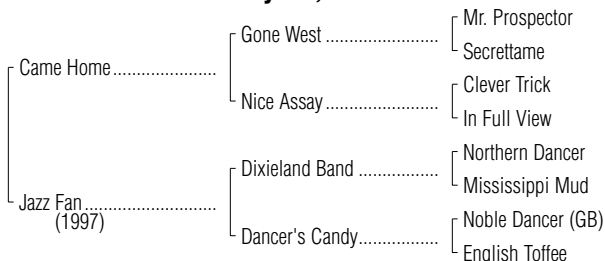 Mr. Prospector
Gone West ......................
Secrettame
Came Home......................
Clever Trick
Nice Assay ......................
In Full View
Northern Dancer
Dixieland Band ................
Mississippi Mud
Jazz Fan............................
(1997)
Noble Dancer (GB)
Dancer's Candy................
English Toffee